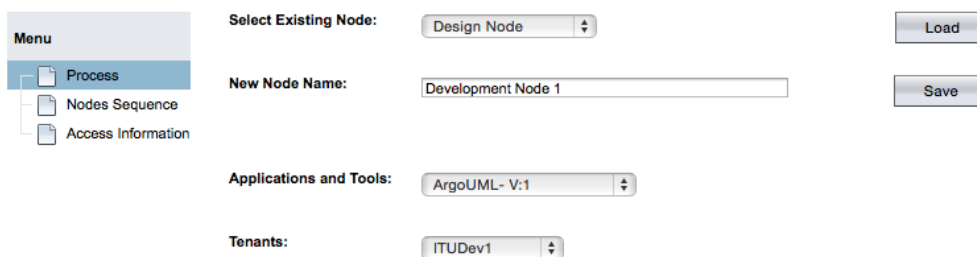 Menu
Process
Nodes Sequence
Access Information
Select Existing Node: Design Node Load
New Node Name: Development Node 1 Save
Applications and Tools: ArgoUML- V:1
Tenants: ITUDev1